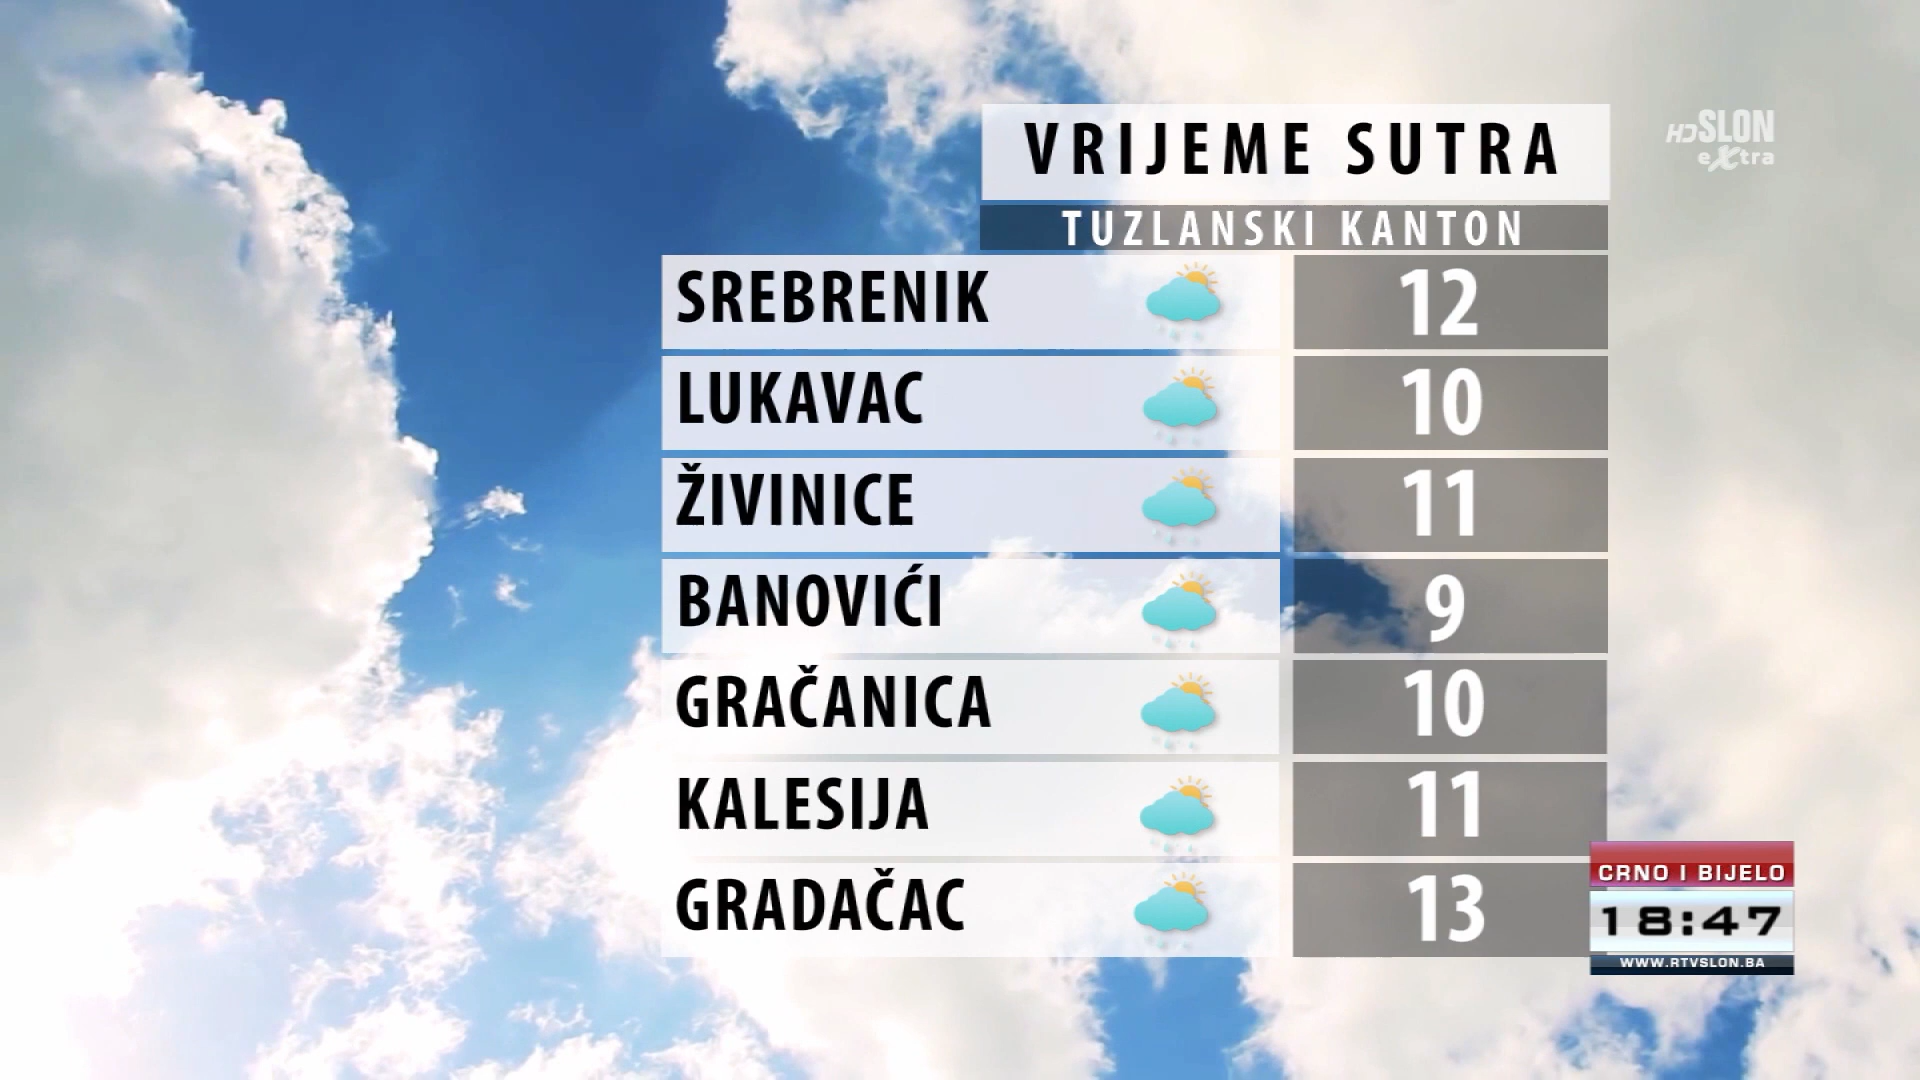 VRIJEME SUTRA
HD SLON
eXtra
TUZLANSKI KANTON
SREBRENIK 12
LUKAVAC 10
ŽIVINICE 11
BANOVIĆI 9
GRAČANICA 10
KALESIJA 11
GRADAČAC 13
CRNO I BIJELO
18:47
WWW.RTVSLON.BA